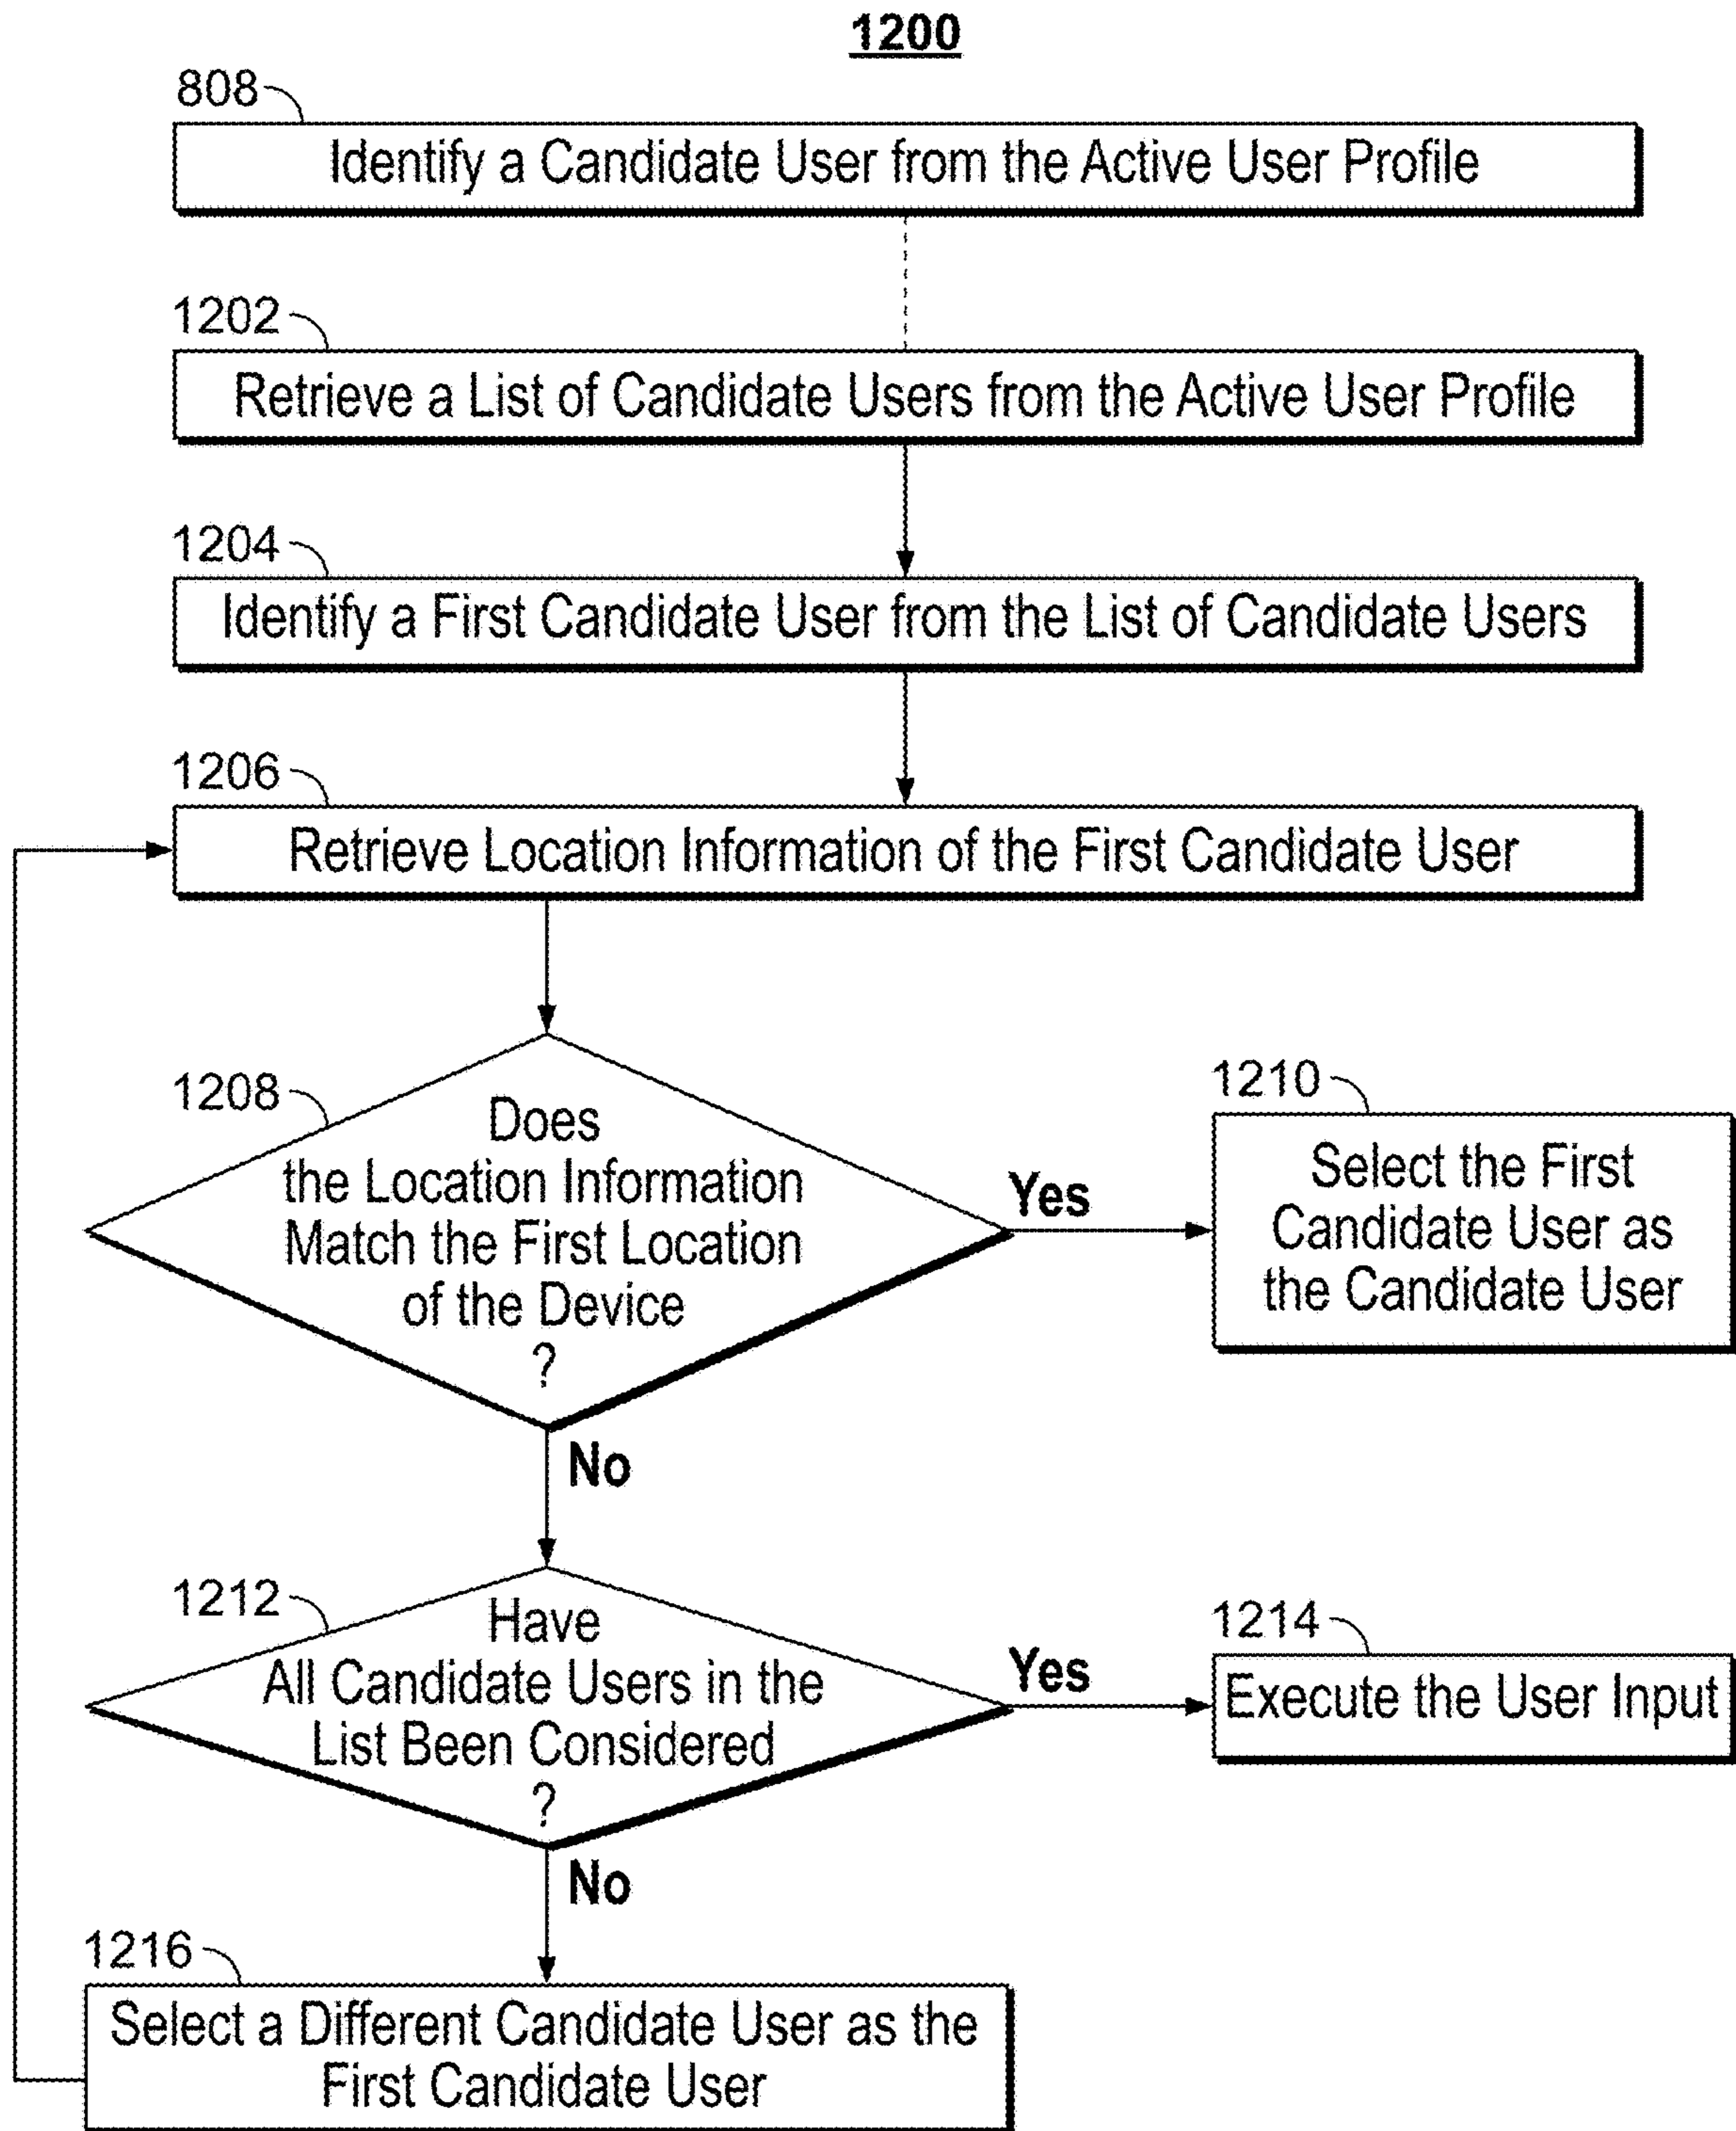 1200
808
Identify a Candidate User from the Active User Profile
1202
Retrieve a List of Candidate Users from the Active User Profile
1204
Identify a First Candidate User from the List of Candidate Users
1206
Retrieve Location Information of the First Candidate User
1208
Does
the Location Information
Match the First Location
of the Device
?
Yes
1210
Select the First
Candidate User as
the Candidate User
No
1212
Have
All Candidate Users in the
List Been Considered
?
Yes
1214
Execute the User Input
No
1216
Select a Different Candidate User as the
First Candidate User